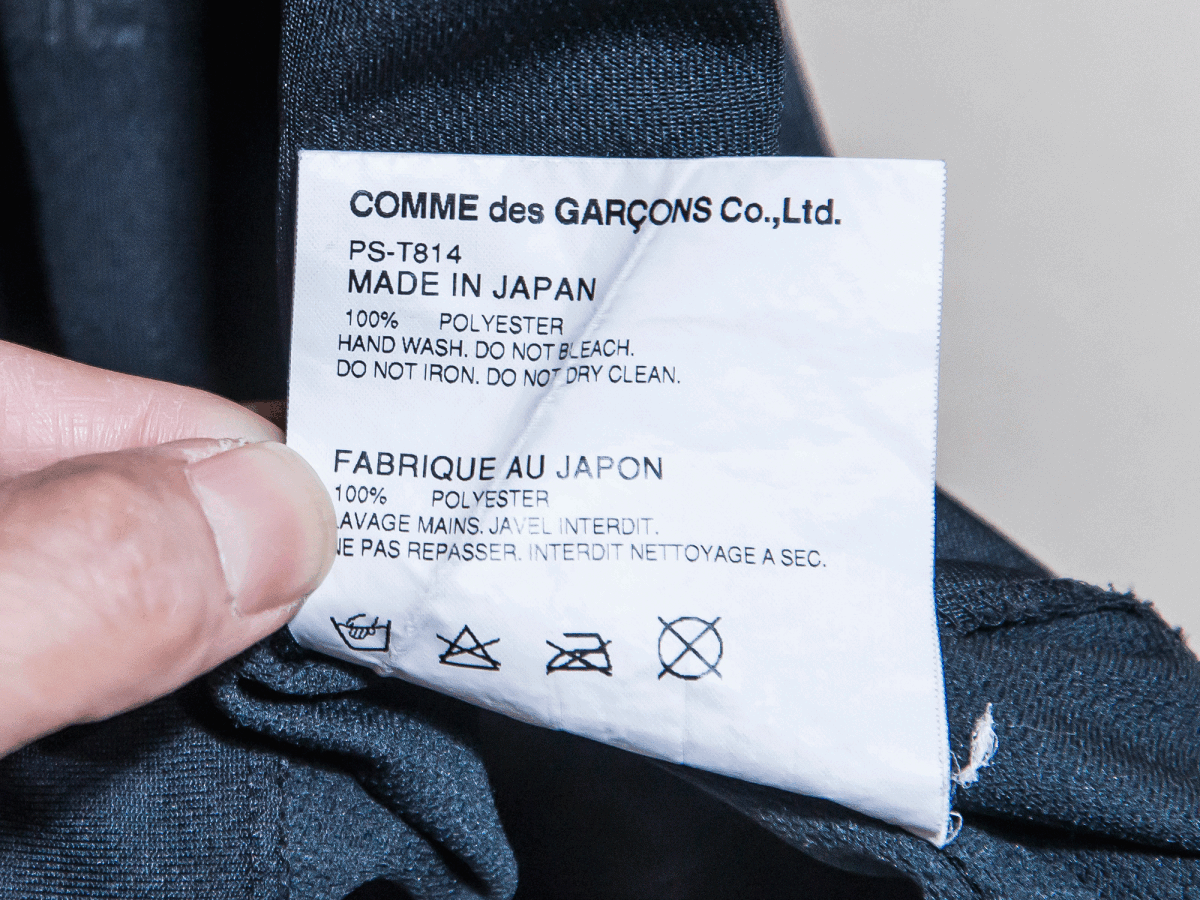 COMME des GARÇONS Co.,Ltd.
PS-T814
MADE IN JAPAN
100% POLYESTER
HAND WASH. DO NOT BLEACH.
DO NOT IRON. DO NOT DRY CLEAN.
FABRIQUE AU JAPON
100% POLYESTER
LAVAGE MAINS. JAVEL INTERDIT.
NE PAS REPASSER. INTERDIT NETTOYAGE A SEC.